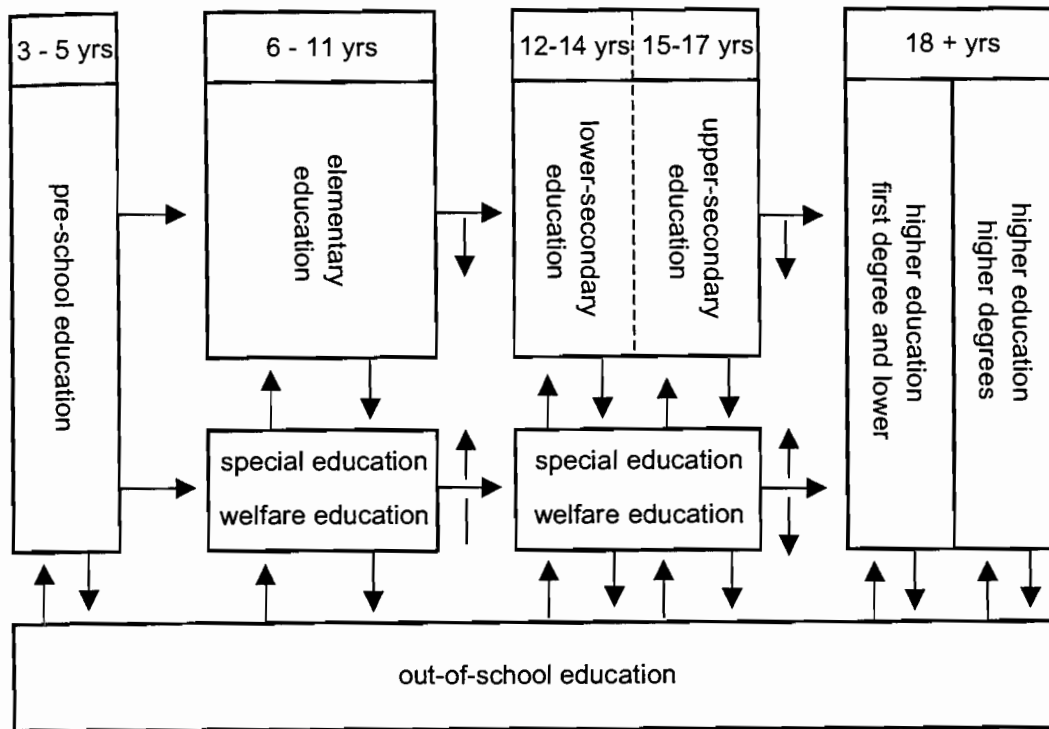 3 - 5 yrs
6 - 11 yrs
12-14 yrs
15-17 yrs
18 + yrs
pre-school education
elementary
education
lower-secondary
education
upper-secondary
education
higher education
first degree and lower
higher education
higher degrees
special education
welfare education
special education
welfare education
out-of-school education